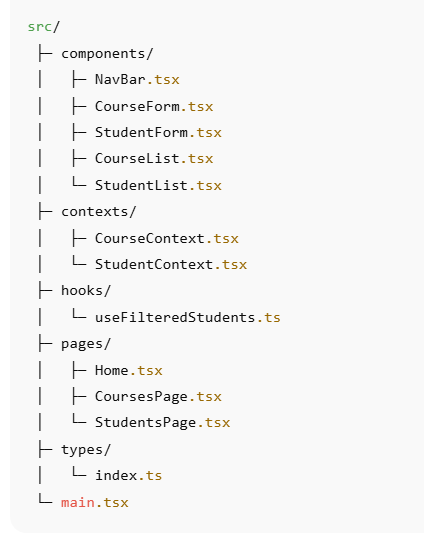 src/
├─ components/
│   ├─ NavBar.tsx
│   ├─ CourseForm.tsx
│   ├─ StudentForm.tsx
│   ├─ CourseList.tsx
│   └─ StudentList.tsx
├─ contexts/
│   ├─ CourseContext.tsx
│   └─ StudentContext.tsx
├─ hooks/
│   └─ useFilteredStudents.ts
├─ pages/
│   ├─ Home.tsx
│   ├─ CoursesPage.tsx
│   └─ StudentsPage.tsx
├─ types/
│   └─ index.ts
└─ main.tsx